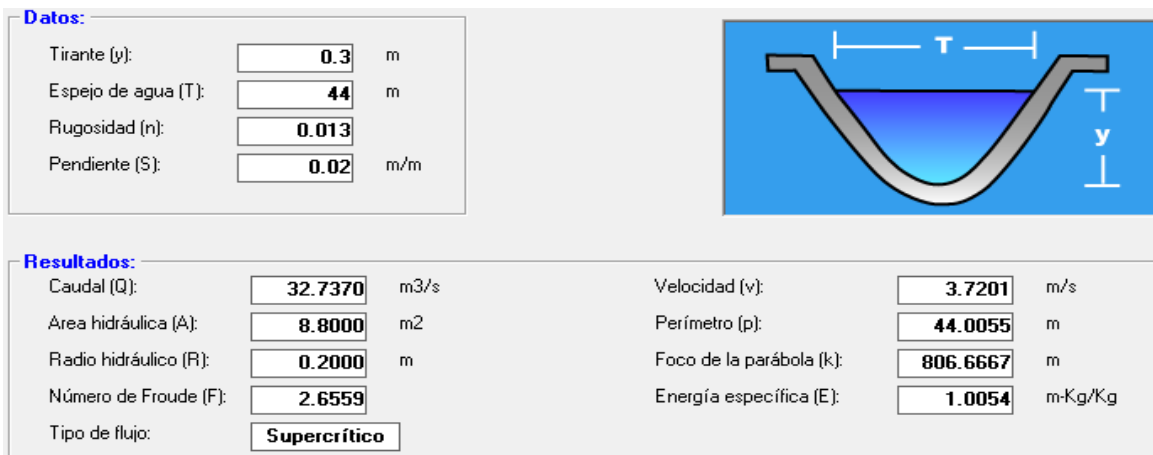 Datos:
Tirante (y): 0.3 m
Espejo de agua (T): 44 m
Rugosidad (n): 0.013
Pendiente (S): 0.02 m/m
T
y
Resultados:
Caudal (Q): 32.7370 m3/s Velocidad (v): 3.7201 m/s
Area hidráulica (A): 8.8000 m2 Perímetro (p): 44.0055 m
Radio hidráulico (R): 0.2000 m Foco de la parábola (k): 806.6667 m
Número de Froude (F): 2.6559 Energía específica (E): 1.0054 m-Kg/Kg
Tipo de flujo: Supercrítico